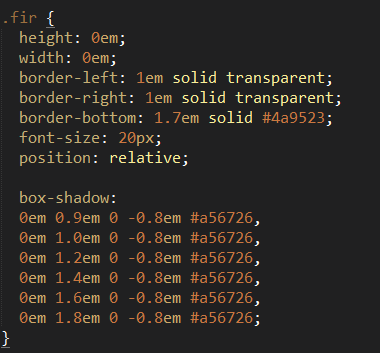 .fir {
  height: 0em;
  width: 0em;
  border-left: 1em solid transparent;
  border-right: 1em solid transparent;
  border-bottom: 1.7em solid #4a9523;
  font-size: 20px;
  position: relative;

  box-shadow:
  0em 0.9em 0 -0.8em #a56726,
  0em 1.0em 0 -0.8em #a56726,
  0em 1.2em 0 -0.8em #a56726,
  0em 1.4em 0 -0.8em #a56726,
  0em 1.6em 0 -0.8em #a56726,
  0em 1.8em 0 -0.8em #a56726;
}